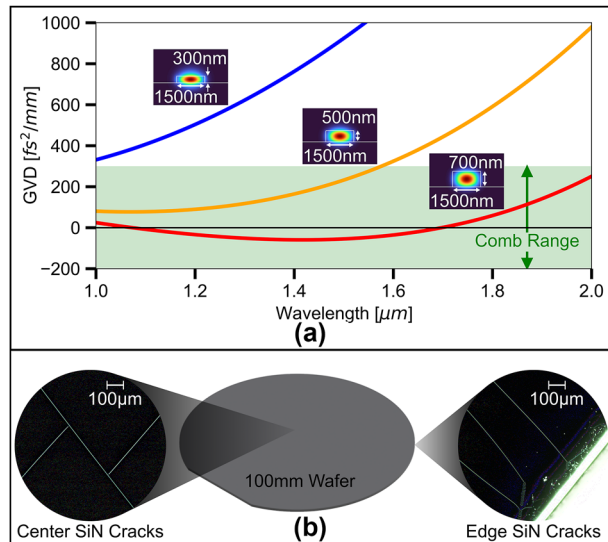 1000
800
600
400
200
0
−200
GVD [fs²/mm]
300nm
1500nm
500nm
1500nm
700nm
1500nm
Comb Range
1.0 1.2 1.4 1.6 1.8 2.0
Wavelength [μm]
(a)
100μm
100mm Wafer
100μm
Center SiN Cracks
(b)
Edge SiN Cracks